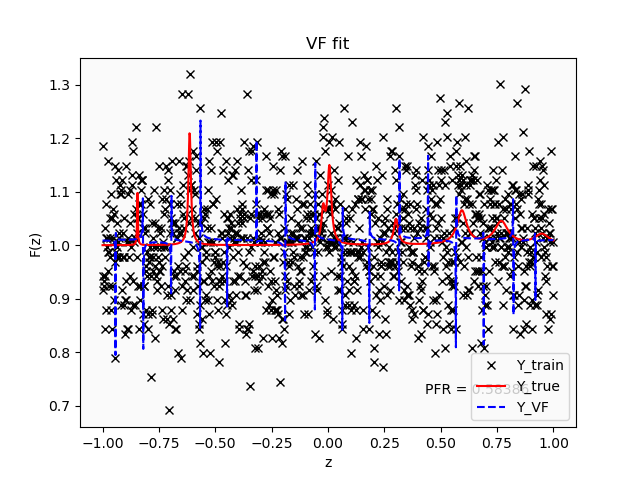 VF fit
F(z)
1.3
1.2
1.1
1.0
0.9
0.8
0.7
Y_train
Y_true
Y_VF
PFR = 0.58386
−1.00 −0.75 −0.50 −0.25 0.00 0.25 0.50 0.75 1.00
z